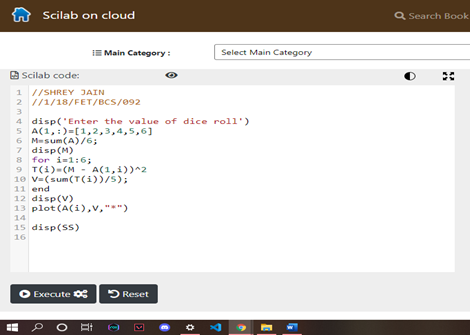 Scilab on cloud
Search Book
Main Category :
Select Main Category
Scilab code:
1 //SHREY JAIN
2 //1/18/FET/BCS/092
3
4 disp('Enter the value of dice roll')
5 A(1,:)=[1,2,3,4,5,6]
6 M=sum(A)/6;
7 disp(M)
8 for i=1:6;
9 T(i)=(M - A(1,i))^2
10 V=(sum(T(i))/5);
11 end
12 disp(V)
13 plot(A(i),V,"*")
14
15 disp(SS)
16
Execute
Reset